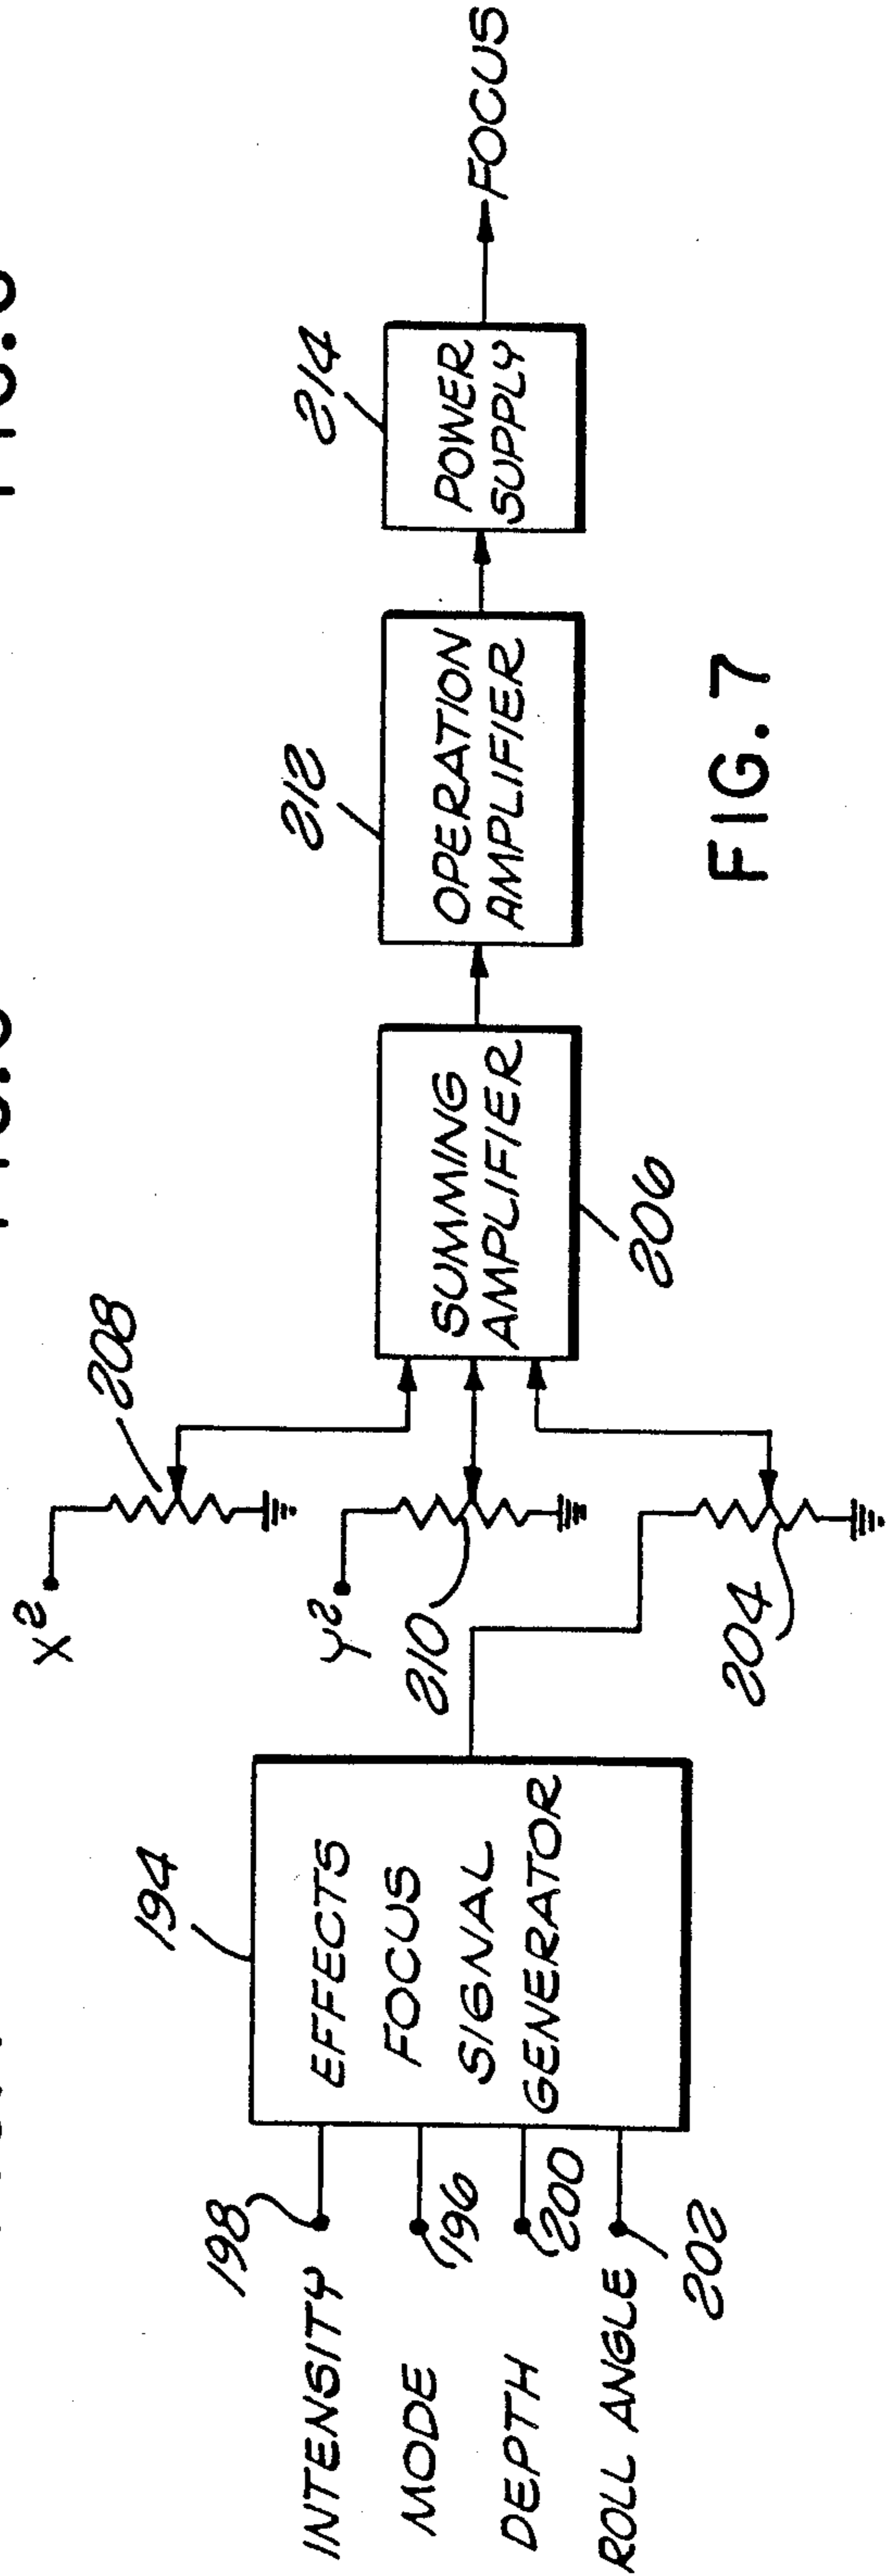 X²
208
Y²
210
194
EFFECTS
FOCUS
SIGNAL
GENERATOR
198
INTENSITY
MODE
196
DEPTH
200
ROLL ANGLE
202
204
SUMMING
AMPLIFIER
206
212
OPERATION
AMPLIFIER
214
POWER
SUPPLY
FOCUS
FIG. 7